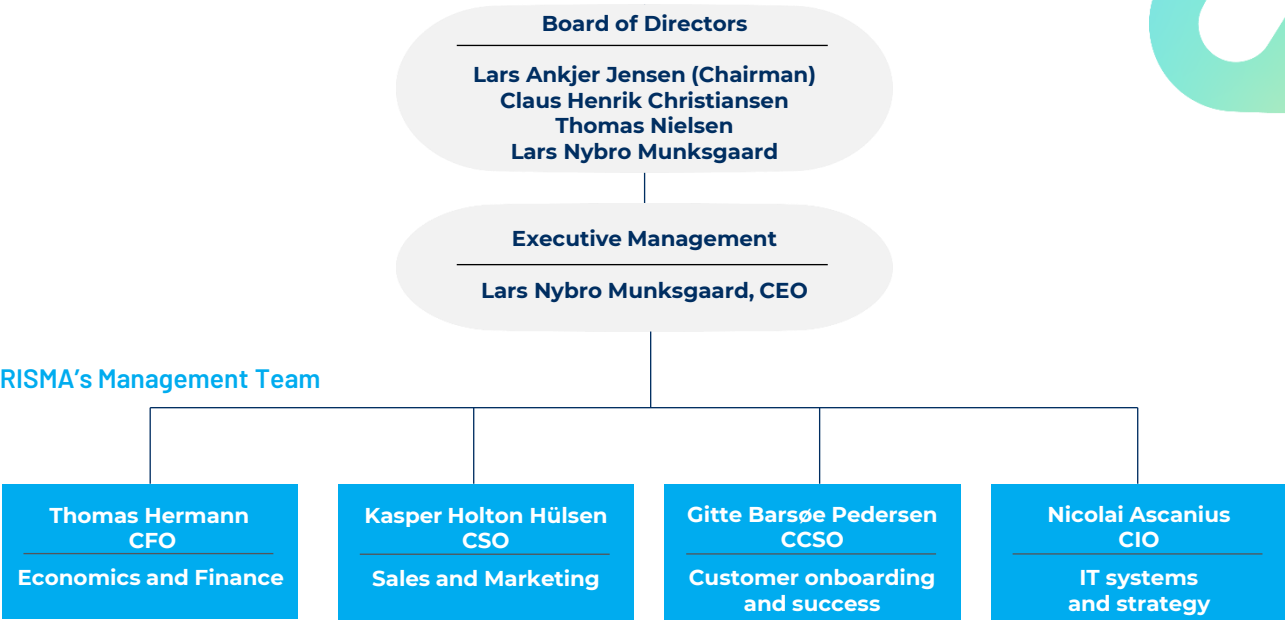 Board of Directors
Lars Ankjer Jensen (Chairman)
Claus Henrik Christiansen
Thomas Nielsen
Lars Nybro Munksgaard
Executive Management
Lars Nybro Munksgaard, CEO
RISMA’s Management Team
Thomas Hermann
CFO
Economics and Finance
Kasper Holton Hülsen
CSO
Sales and Marketing
Gitte Barsøe Pedersen
CCSO
Customer onboarding
and success
Nicolai Ascanius
CIO
IT systems
and strategy